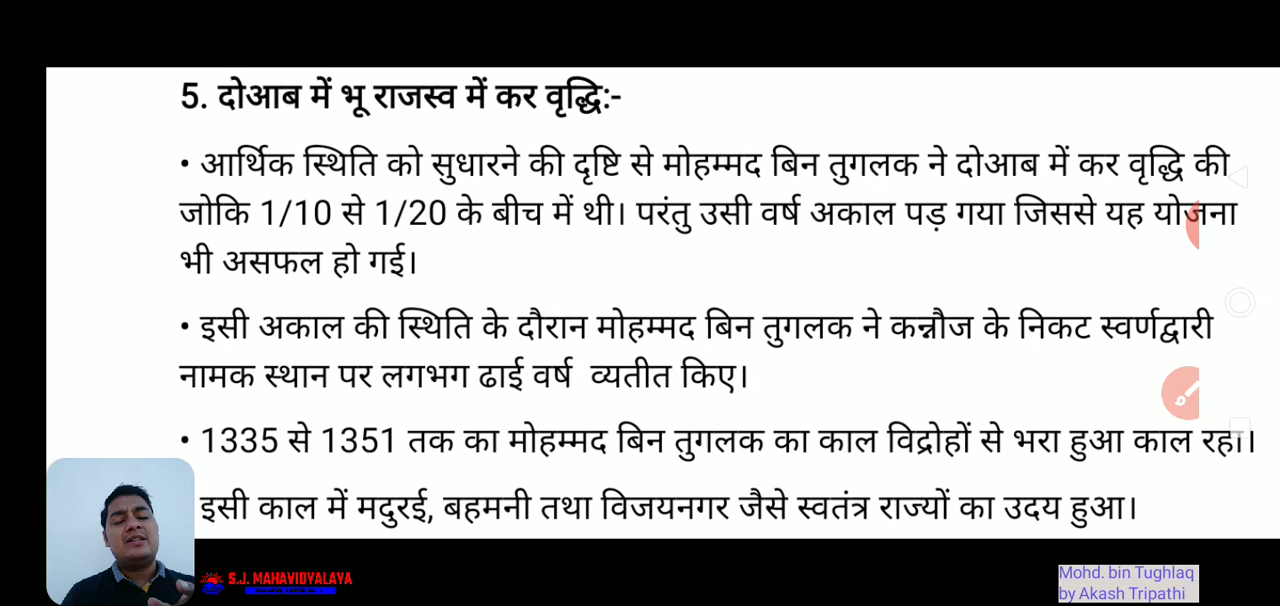 5. दोआब में भू राजस्व में कर वृद्धि:-
• आर्थिक स्थिति को सुधारने की दृष्टि से मोहम्मद बिन तुगलक ने दोआब में कर वृद्धि की
जोकि 1/10 से 1/20 के बीच में थी। परंतु उसी वर्ष अकाल पड़ गया जिससे यह योजना
भी असफल हो गई।
• इसी अकाल की स्थिति के दौरान मोहम्मद बिन तुगलक ने कन्नौज के निकट स्वर्णद्वारी
नामक स्थान पर लगभग ढाई वर्ष व्यतीत किए।
• 1335 से 1351 तक का मोहम्मद बिन तुगलक का काल विद्रोहों से भरा हुआ काल रहा।
इसी काल में मदुरई, बहमनी तथा विजयनगर जैसे स्वतंत्र राज्यों का उदय हुआ।
S.J. MAHAVIDYALAYA
Mohd. bin Tughlaq
by Akash Tripathi